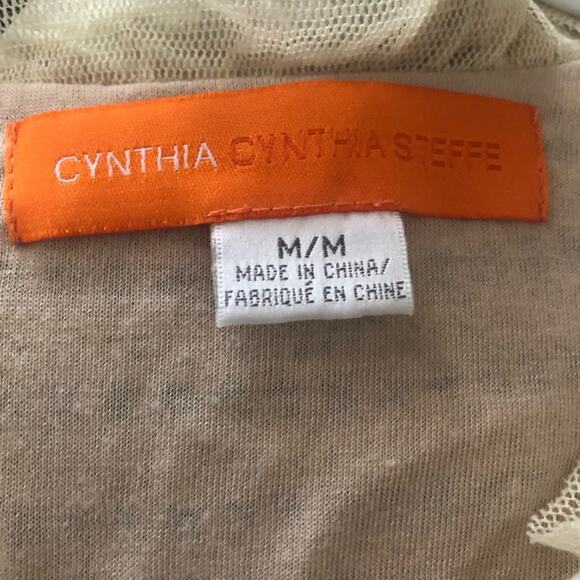 CYNTHIA CYNTHIA STEFFE
M/M
MADE IN CHINA/
FABRIQUÉ EN CHINE